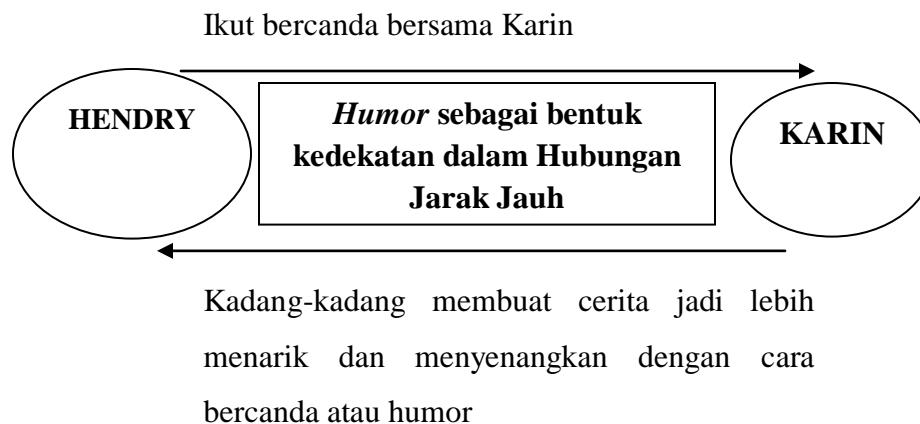 Ikut bercanda bersama Karin
HENDRY
Humor sebagai bentuk
kedekatan dalam Hubungan
Jarak Jauh
KARIN
Kadang-kadang membuat cerita jadi lebih
menarik dan menyenangkan dengan cara
bercanda atau humor